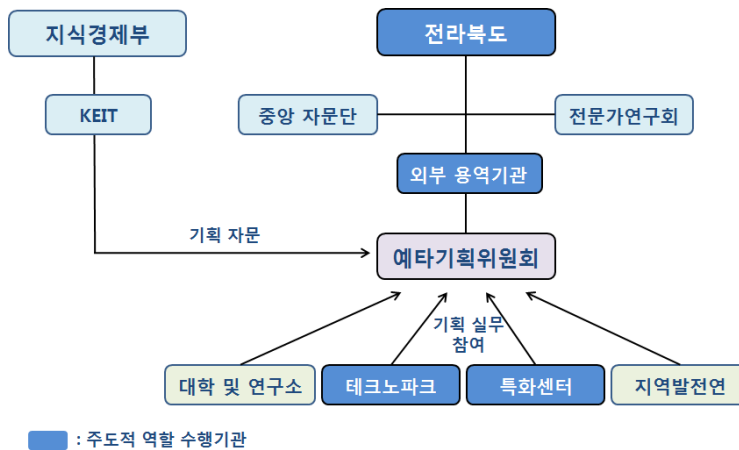 지식경제부
전라북도
KEIT
중앙 자문단
전문가연구회
외부 용역기관
기획 자문
예타기획위원회
기획 실무
참여
대학 및 연구소
테크노파크
특화센터
지역발전연
: 주도적 역할 수행기관